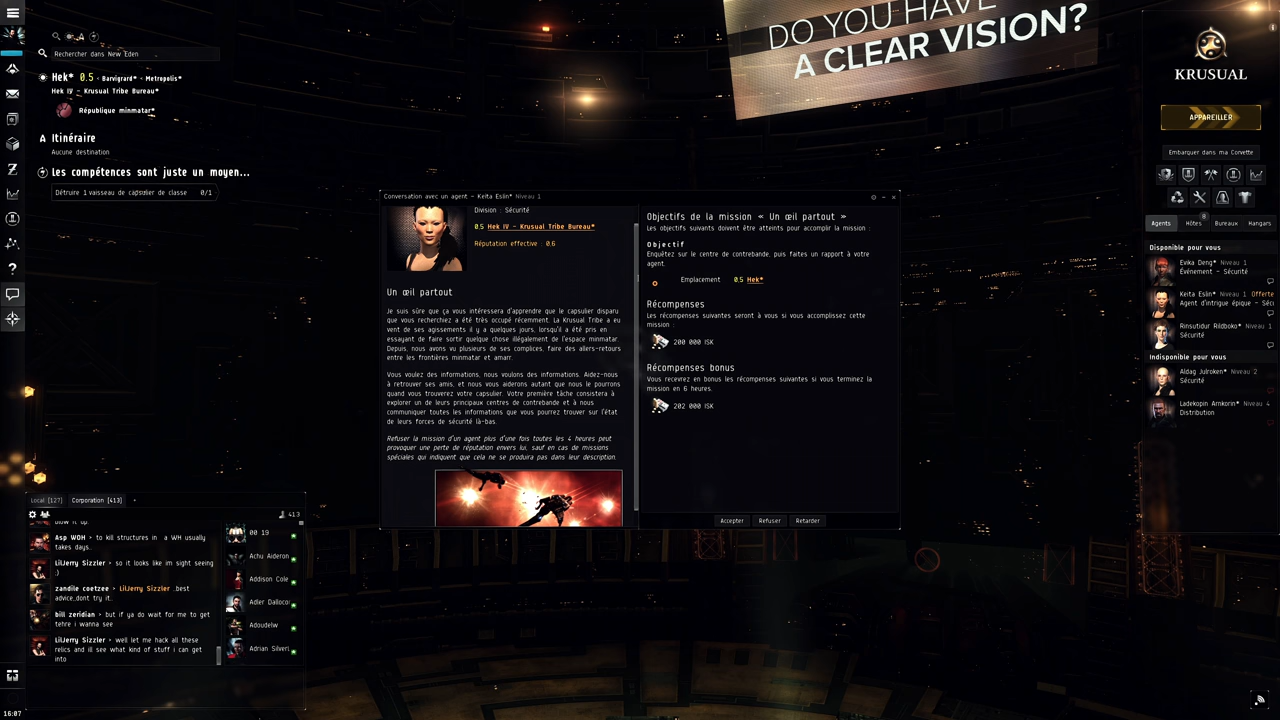 DO YOU HAVE
A CLEAR VISION?
Rechercher dans New Eden
Hek* 0.5 < Barvigrard* < Metropolis*
Hek IV - Krusual Tribe Bureau*
République minmatar*
Itinéraire
Aucune destination
Les compétences sont juste un moyen...
Détruire 1 vaisseau de capsulier de classe 0/1
Conversation avec un agent - Keita Eslin* Niveau 1
Division : Sécurité
0.5 Hek IV - Krusual Tribe Bureau*
Réputation effective : 0.6
Un œil partout
Je suis sûre que ça vous intéressera d'apprendre que le capsulier disparu
que vous recherchiez a été très occupé récemment. La Krusual Tribe a eu
vent de ses agissements il y a quelques jours, lorsqu'il a été pris en
essayant de faire sortir quelque chose illégalement de l'espace minmatar.
Depuis, nous avons vu plusieurs de ses complices, faire des allers-retours
entre les frontières minmatar et amarr.
Vous voulez des informations, nous voulons des informations. Aidez-nous
à retrouver ses amis, et nous vous aiderons autant que nous le pourrons
quand vous trouverez votre capsulier. Votre première tâche consistera à
explorer un de leurs principaux centres de contrebande et à nous
communiquer toutes les informations que vous pourrez trouver sur l'état
de leurs forces de sécurité là-bas.
Refuser la mission d'un agent plus d'une fois toutes les 4 heures peut
provoquer une perte de réputation envers lui, sauf en cas de missions
spéciales qui indiquent que cela ne se produira pas dans leur description.
Objectifs de la mission « Un œil partout »
Les objectifs suivants doivent être atteints pour accomplir la mission :
Objectif
Enquêtez sur le centre de contrebande, puis faites un rapport à votre
agent.
Emplacement 0.5 Hek*
Récompenses
Les récompenses suivantes seront à vous si vous accomplissez cette
mission :
200 000 ISK
Récompenses bonus
Vous recevrez en bonus les récompenses suivantes si vous terminez la
mission en 6 heures.
202 000 ISK
Accepter Refuser Retarder
KRUSUAL
APPAREILLER
Embarquer dans ma Corvette
8
Agents Hôtes Bureaux Hangars
Disponible pour vous
Evika Deng* Niveau 1
Événement - Sécurité
Keita Eslin* Niveau 1 Offerte
Agent d'intrigue épique - Séc
Rinsutidur Rildboko* Niveau 1
Sécurité
Indisponible pour vous
Aldag Julroken* Niveau 2
Sécurité
Ladekopin Arnkorin* Niveau 4
Distribution
Local [127] Corporation [413] +
413
blow it up.
Asp WOH > to kill structures in a WH usually
takes days..
LilJerry Sizzler > so it looks like im sight seeing
:)
zandile coetzee > LilJerry Sizzler ..best
advice,.dont try it..
bill zeridian > but if ya do wait for me to get
tehre i wanna see
LilJerry Sizzler > well let me hack all these
relics and ill see what kind of stuff i can get
into
00 19
Achu Aideron
Addison Cole
Adler Dalloco
Adoudelw
Adrian Silver
16:07